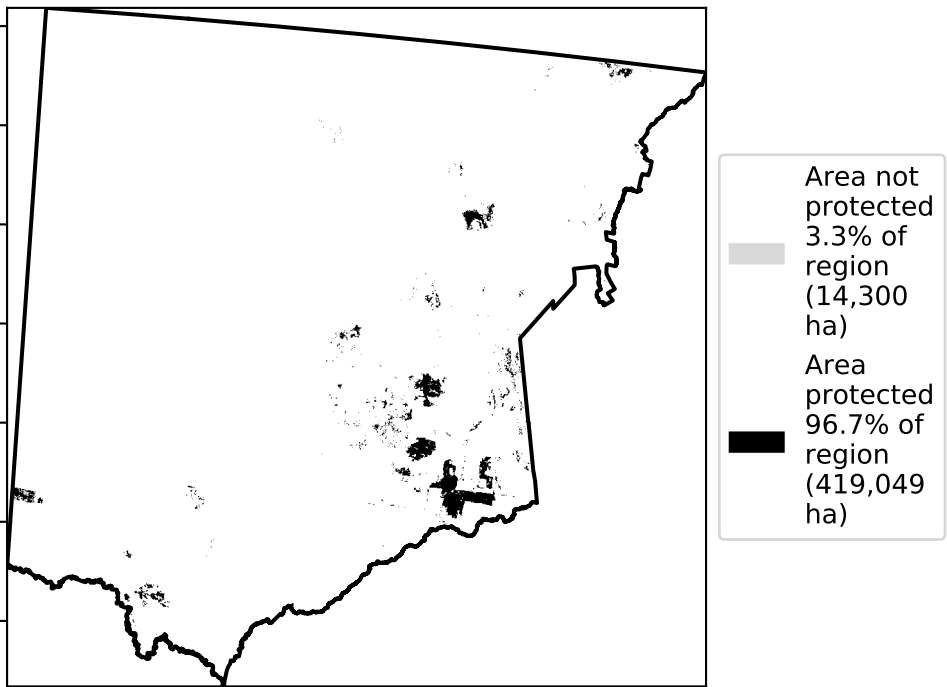 Area not
protected
3.3% of
region
(14,300
ha)
Area
protected
96.7% of
region
(419,049
ha)